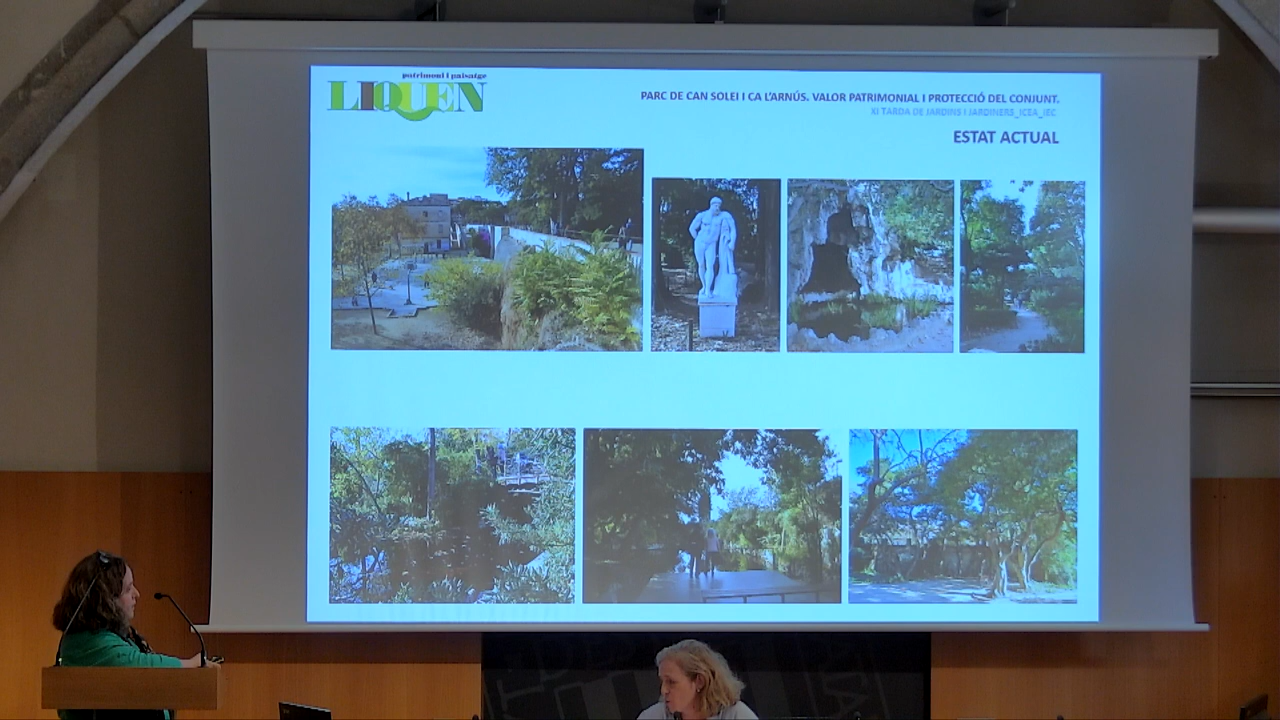 patrimoni i paisatge
LIQUEN
PARC DE CAN SOLEI I CA L'ARNÚS. VALOR PATRIMONIAL I PROTECCIÓ DEL CONJUNT.
XI TARDA DE JARDINS I JARDINERS_ICEA_IEC
ESTAT ACTUAL